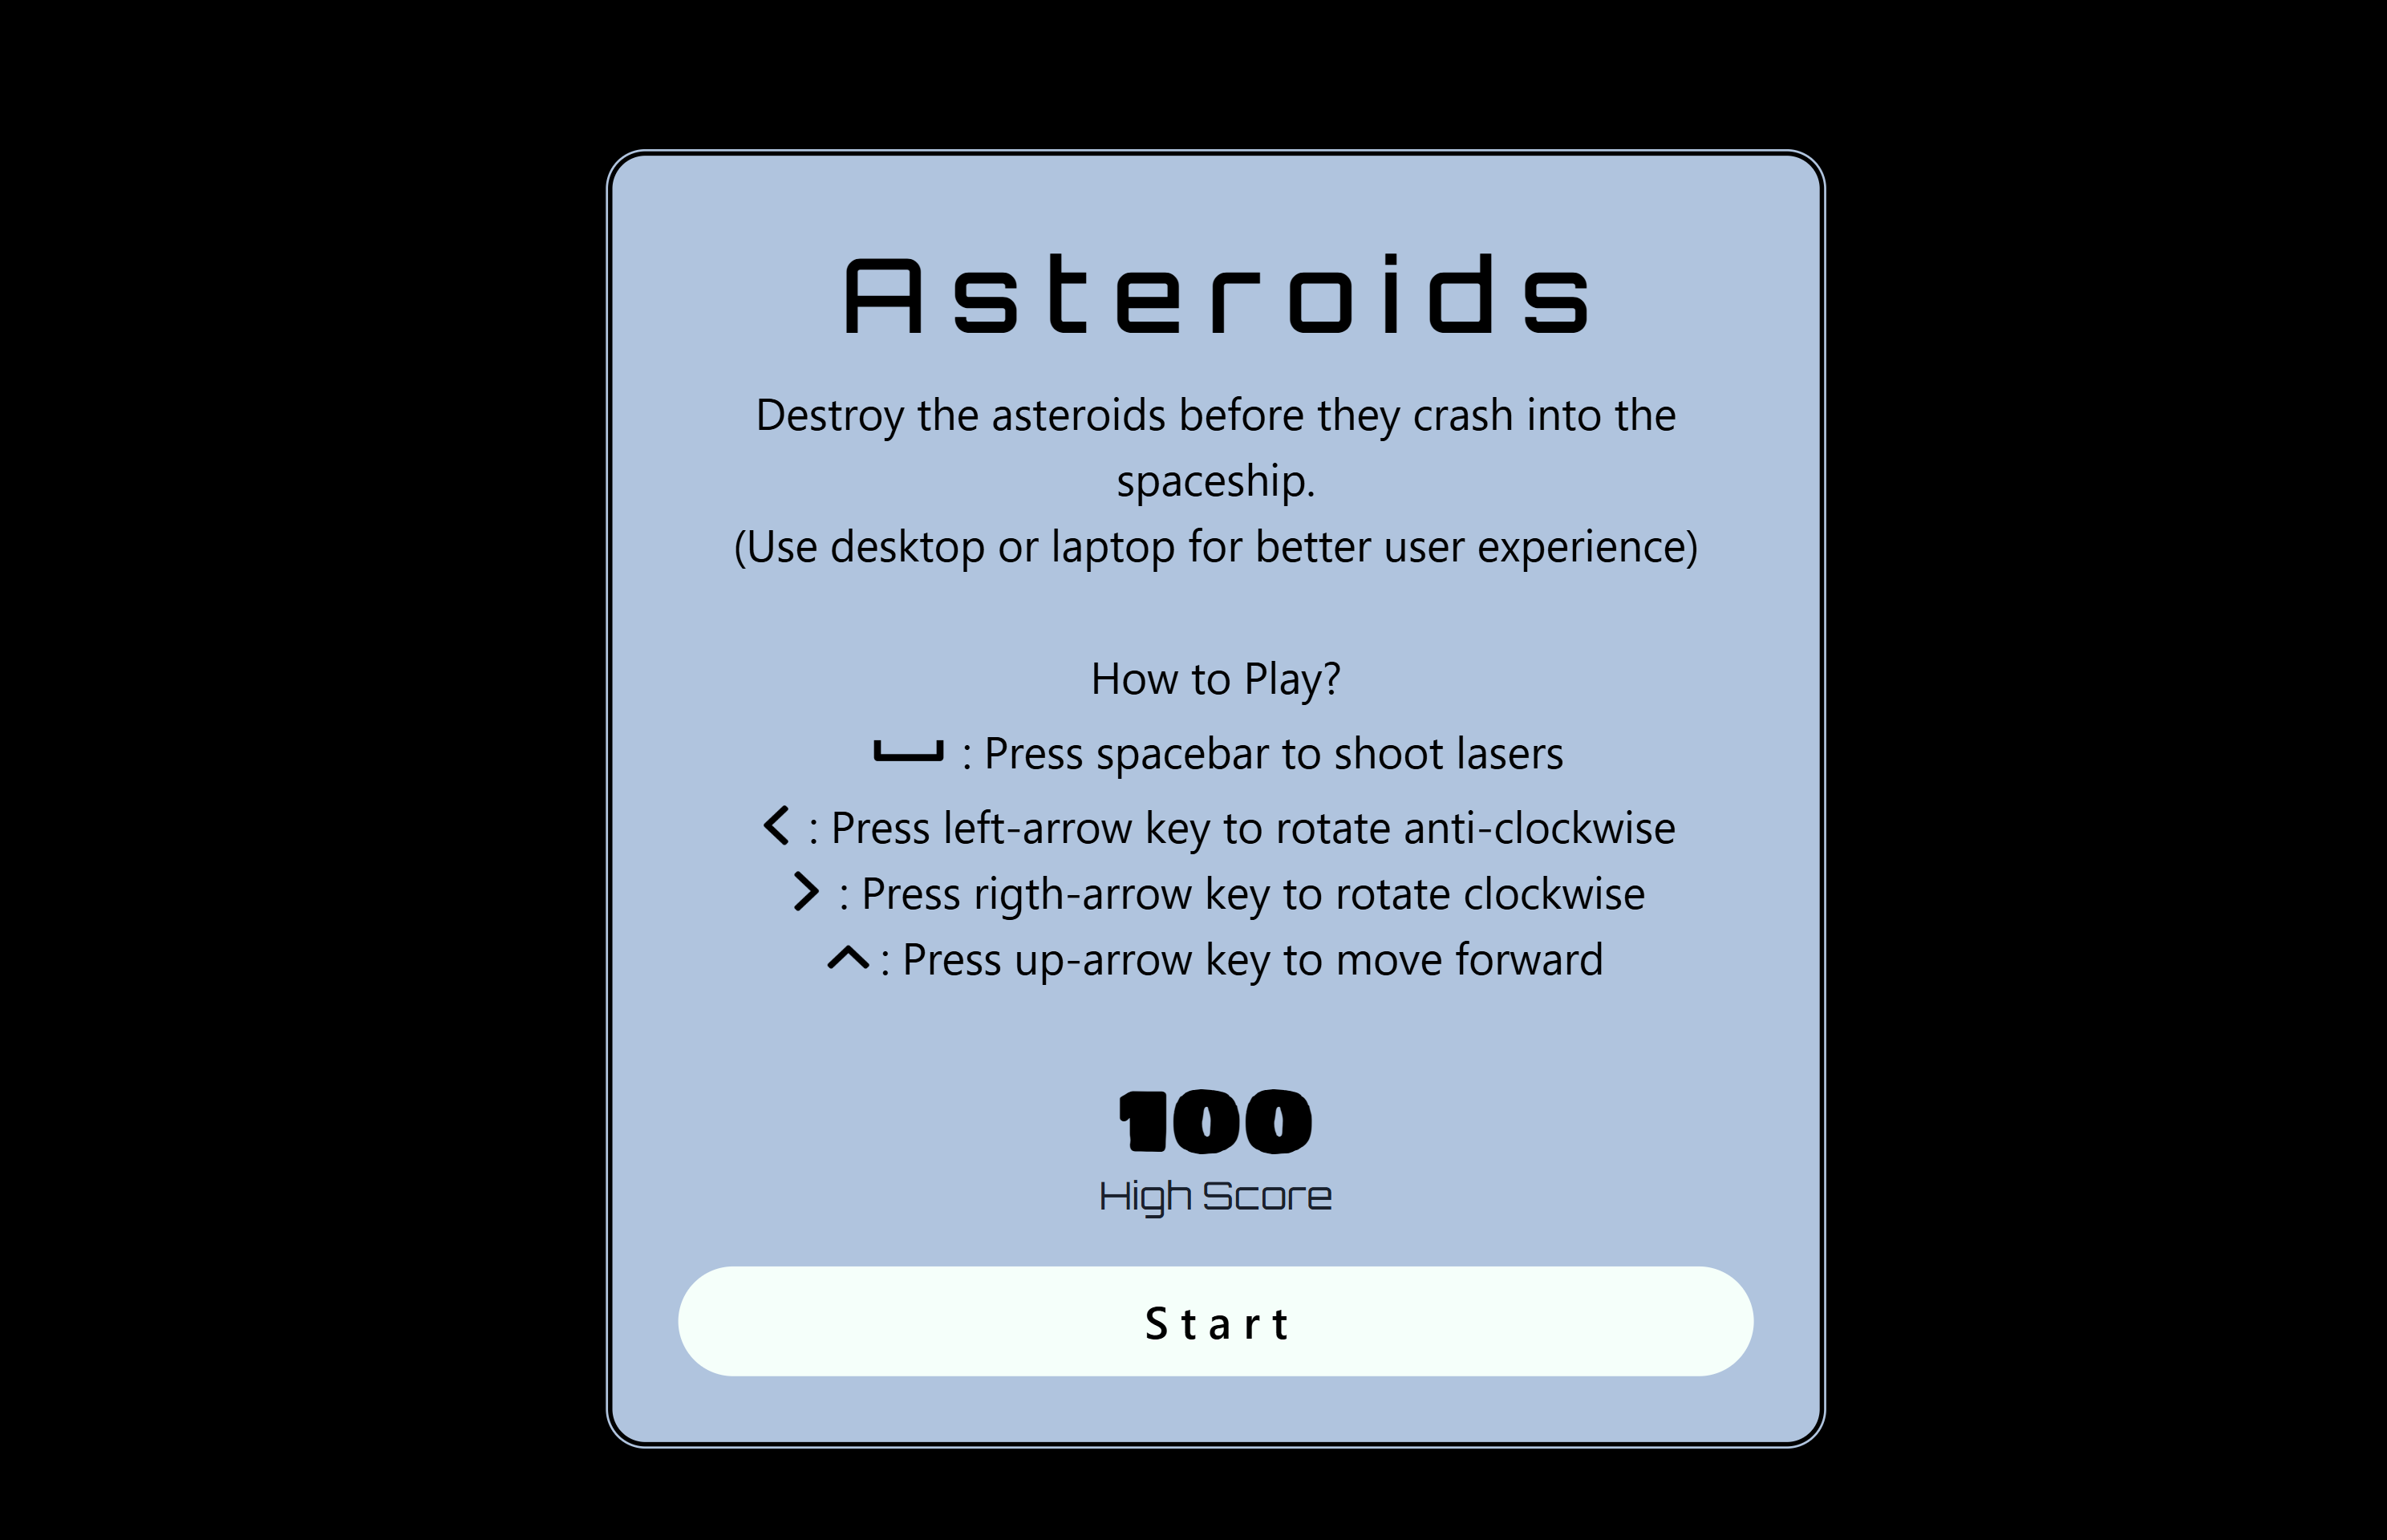 Asteroids
Destroy the asteroids before they crash into the
spaceship.
(Use desktop or laptop for better user experience)
How to Play?
: Press spacebar to shoot lasers
: Press left-arrow key to rotate anti-clockwise
: Press rigth-arrow key to rotate clockwise
: Press up-arrow key to move forward
100
High Score
Start